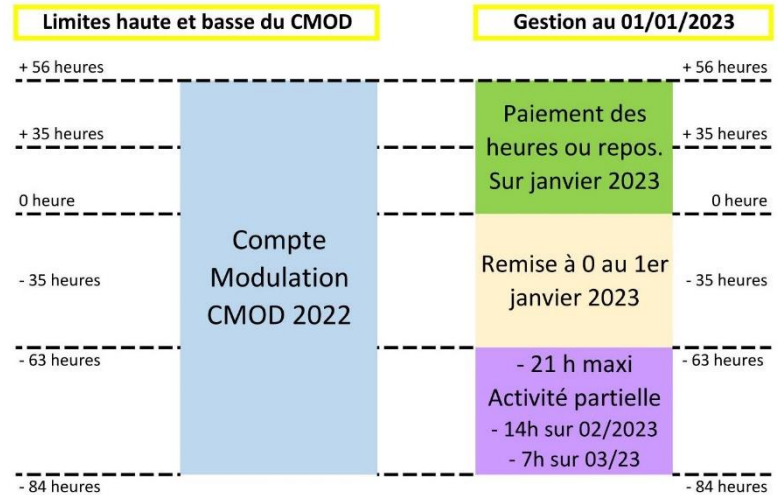 Limites haute et basse du CMOD
Gestion au 01/01/2023
+ 56 heures
+ 56 heures
Paiement des
+ 35 heures
heures ou repos.
+ 35 heures
Sur janvier 2023
0 heure
0 heure
Compte
Modulation
CMOD 2022
- 35 heures
Remise à 0 au 1er
janvier 2023
- 35 heures
- 63 heures
- 63 heures
- 21 h maxi
Activité partielle
- 14h sur 02/2023
- 7h sur 03/23
- 84 heures
- 84 heures